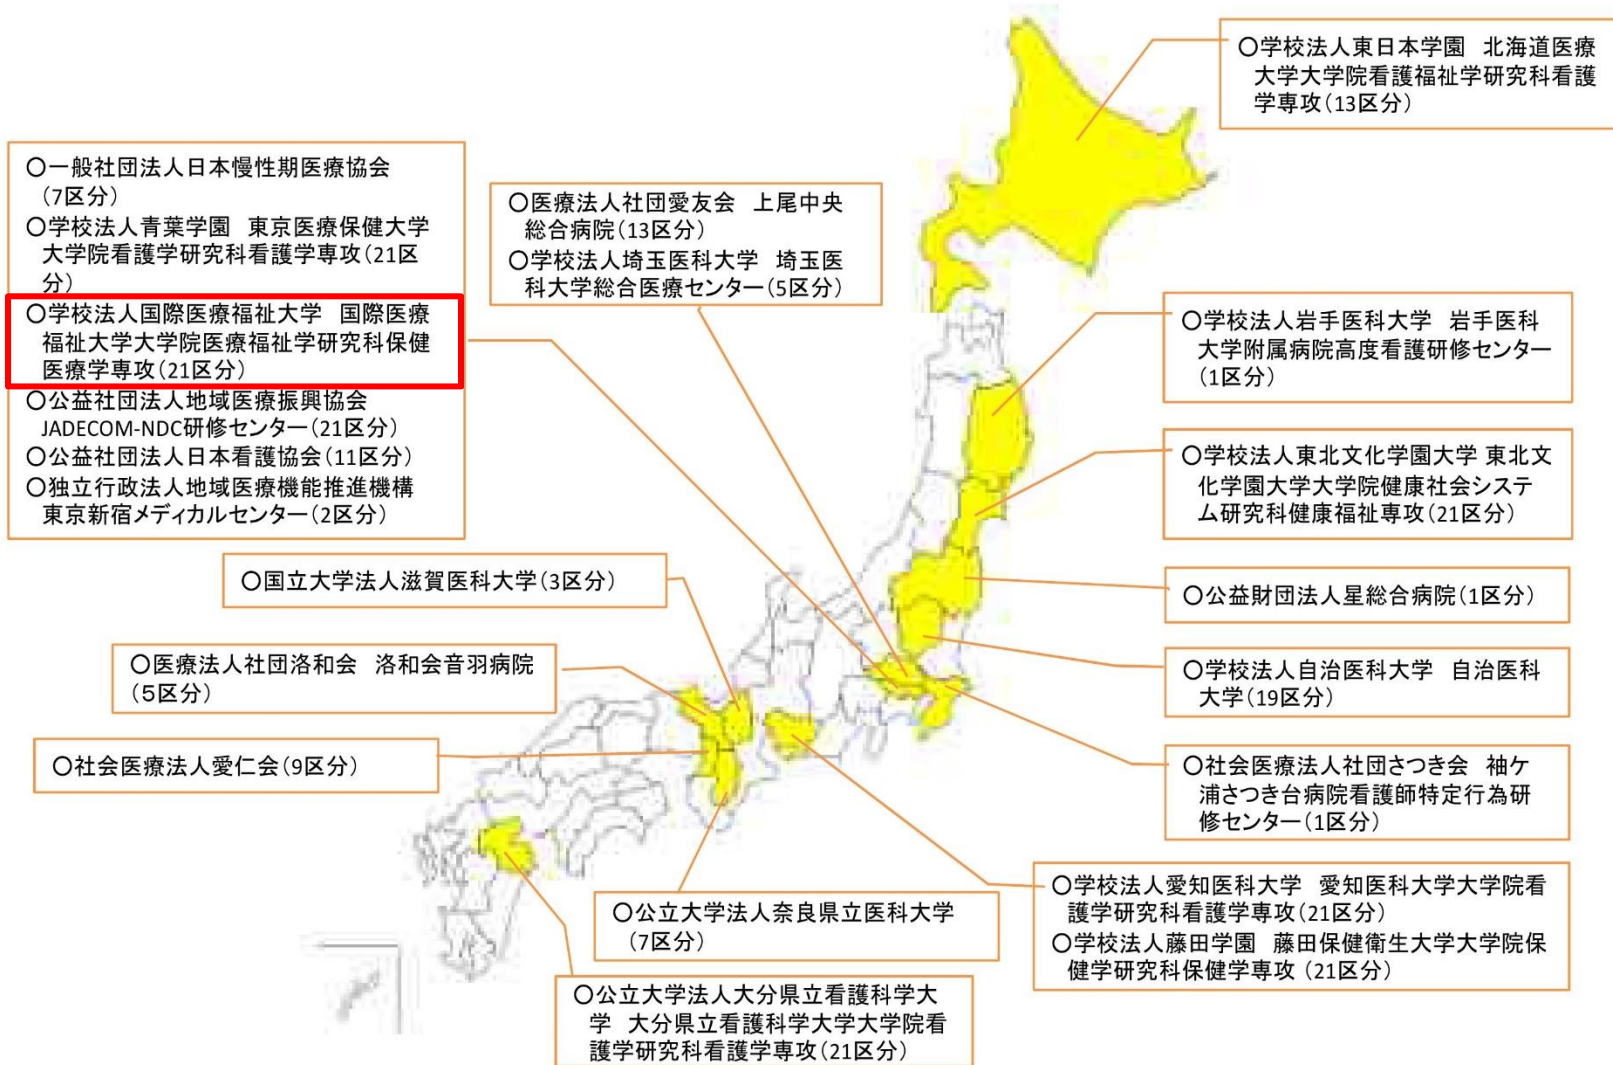 ○学校法人東日本学園 北海道医療
大学大学院看護福祉学研究科看護
学専攻(13区分)
○一般社団法人日本慢性期医療協会
(7区分)
○学校法人青葉学園 東京医療保健大学
大学院看護学研究科看護学専攻(21区
分)
○学校法人国際医療福祉大学 国際医療
福祉大学大学院医療福祉学研究科保健
医療学専攻(21区分)
○公益社団法人地域医療振興協会
JADECOM-NDC研修センター(21区分)
○公益社団法人日本看護協会(11区分)
○独立行政法人地域医療機能推進機構
東京新宿メディカルセンター(2区分)
○医療法人社団愛友会 上尾中央
総合病院(13区分)
○学校法人埼玉医科大学 埼玉医
科大学総合医療センター(5区分)
○学校法人岩手医科大学 岩手医科
大学附属病院高度看護研修センター
(1区分)
○学校法人東北文化学園大学 東北文
化学園大学大学院健康社会システ
ム研究科健康福祉専攻(21区分)
○公益財団法人星総合病院(1区分)
○学校法人自治医科大学 自治医科
大学(19区分)
○社会医療法人社団さつき会 袖ケ
浦さつき台病院看護師特定行為研
修センター(1区分)
○国立大学法人滋賀医科大学(3区分)
○医療法人社団洛和会 洛和会音羽病院
(5区分)
○社会医療法人愛仁会(9区分)
○公立大学法人奈良県立医科大学
(7区分)
○学校法人愛知医科大学 愛知医科大学大学院看
護学研究科看護学専攻(21区分)
○学校法人藤田学園 藤田保健衛生大学大学院保
健学研究科保健学専攻 (21区分)
○公立大学法人大分県立看護科学大
学 大分県立看護科学大学大学院看
護学研究科看護学専攻(21区分)